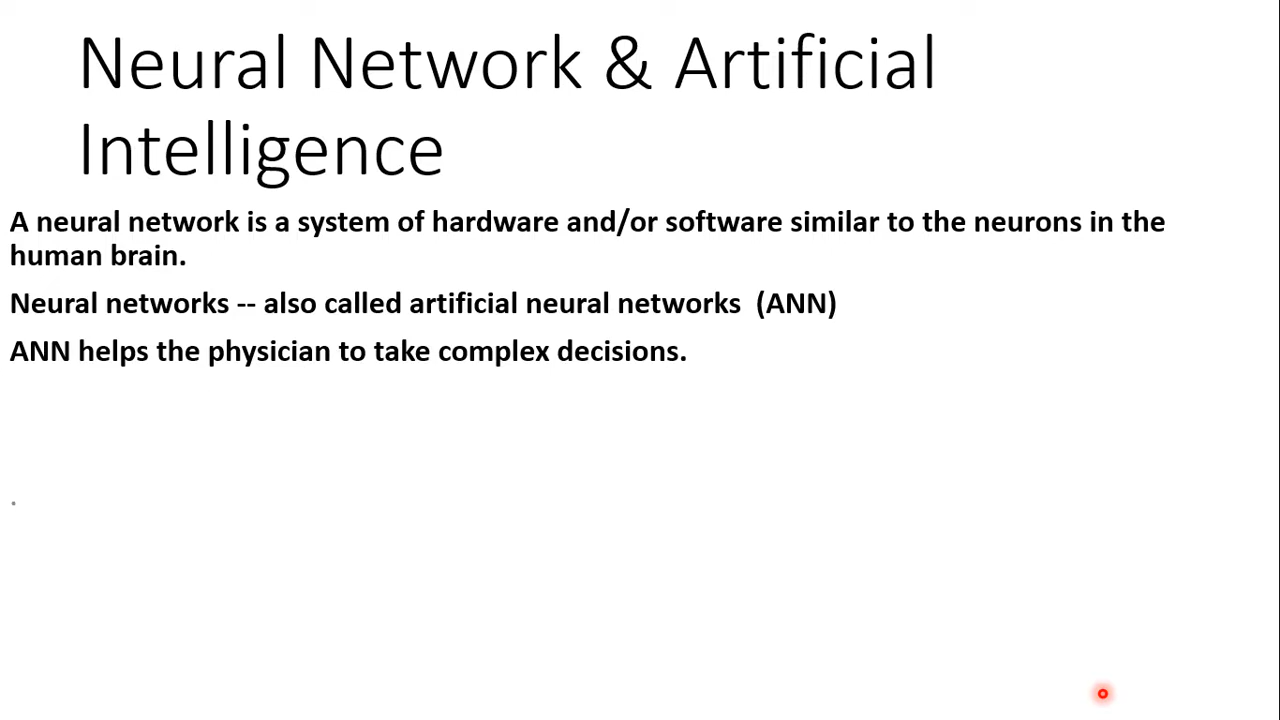 Neural Network & Artificial
Intelligence
A neural network is a system of hardware and/or software similar to the neurons in the
human brain.
Neural networks -- also called artificial neural networks  (ANN)
ANN helps the physician to take complex decisions.
.